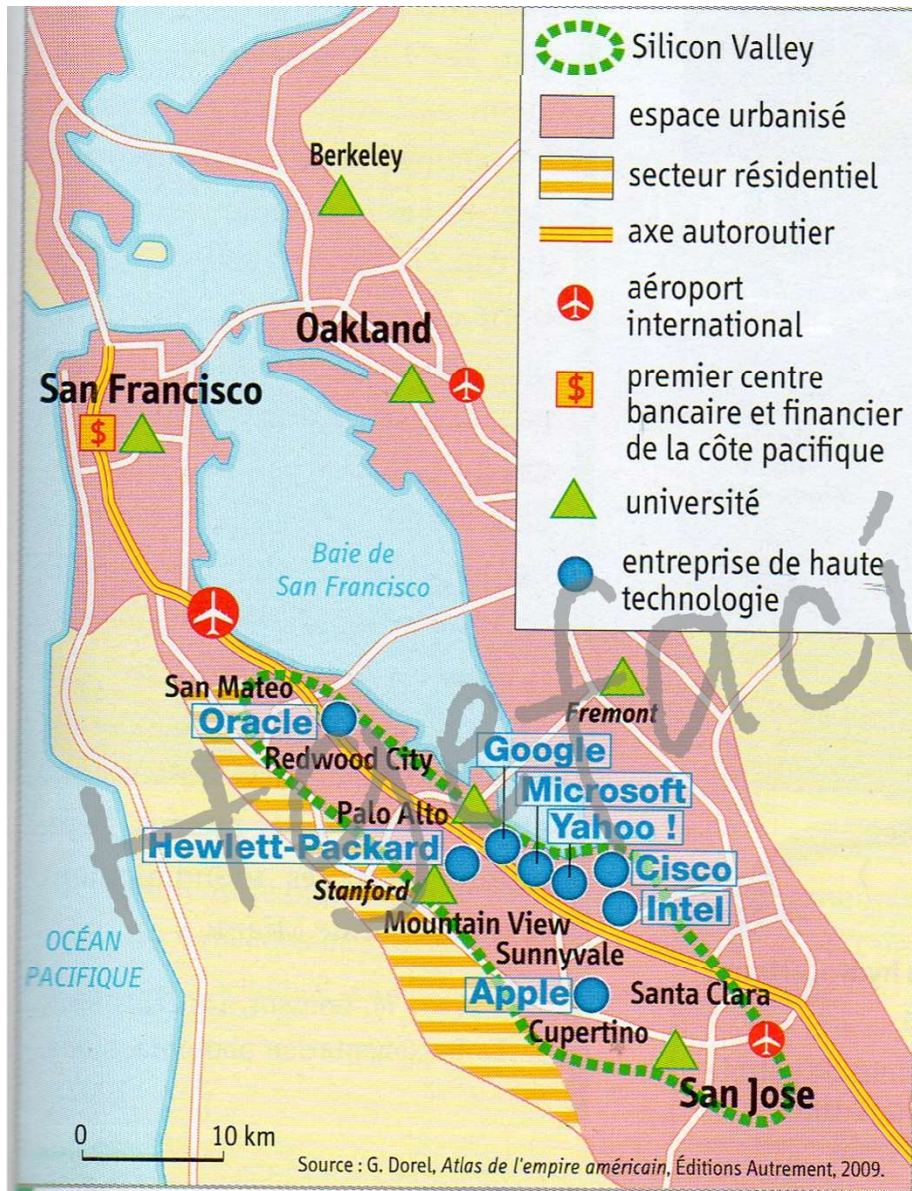 Silicon Valley
espace urbanisé
secteur résidentiel
axe autoroutier
aéroport
international
$
premier centre
bancaire et financier
de la côte pacifique
université
entreprise de haute
technologie
Berkeley
Oakland
San Francisco
$
Baie de
San Francisco
San Mateo
Oracle
Redwood City
Fremont
Google
Microsoft
Palo Alto
Yahoo !
Hewlett-Packard
Cisco
Stanford
Intel
Mountain View
OCÉAN
PACIFIQUE
Sunnyvale
Apple
Santa Clara
Cupertino
San Jose
0 10 km
Source : G. Dorel, Atlas de l'empire américain, Éditions Autrement, 2009.